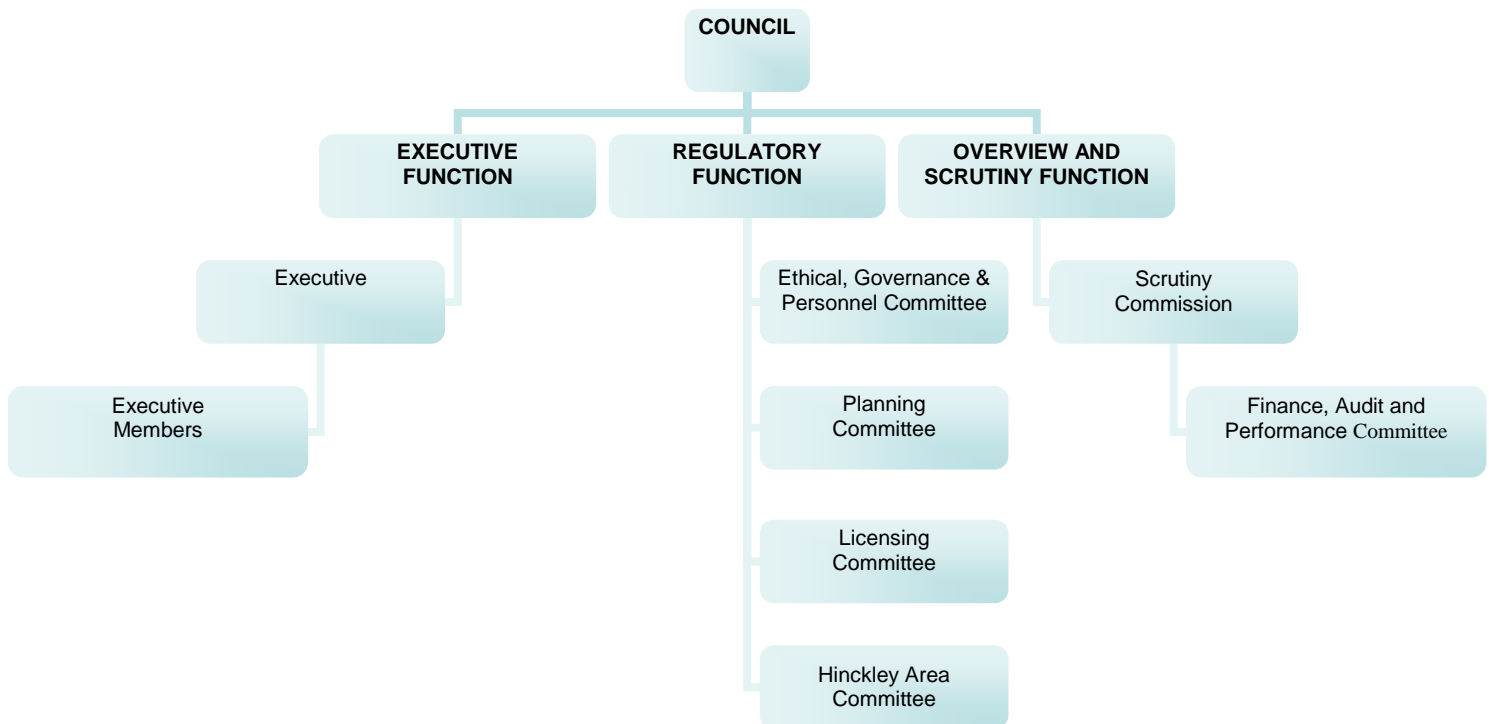 COUNCIL
EXECUTIVE
FUNCTION
REGULATORY
FUNCTION
OVERVIEW AND
SCRUTINY FUNCTION
Executive
Ethical, Governance &
Personnel Committee
Scrutiny
Commission
Executive
Members
Planning
Committee
Finance, Audit and
Performance Committee
Licensing
Committee
Hinckley Area
Committee